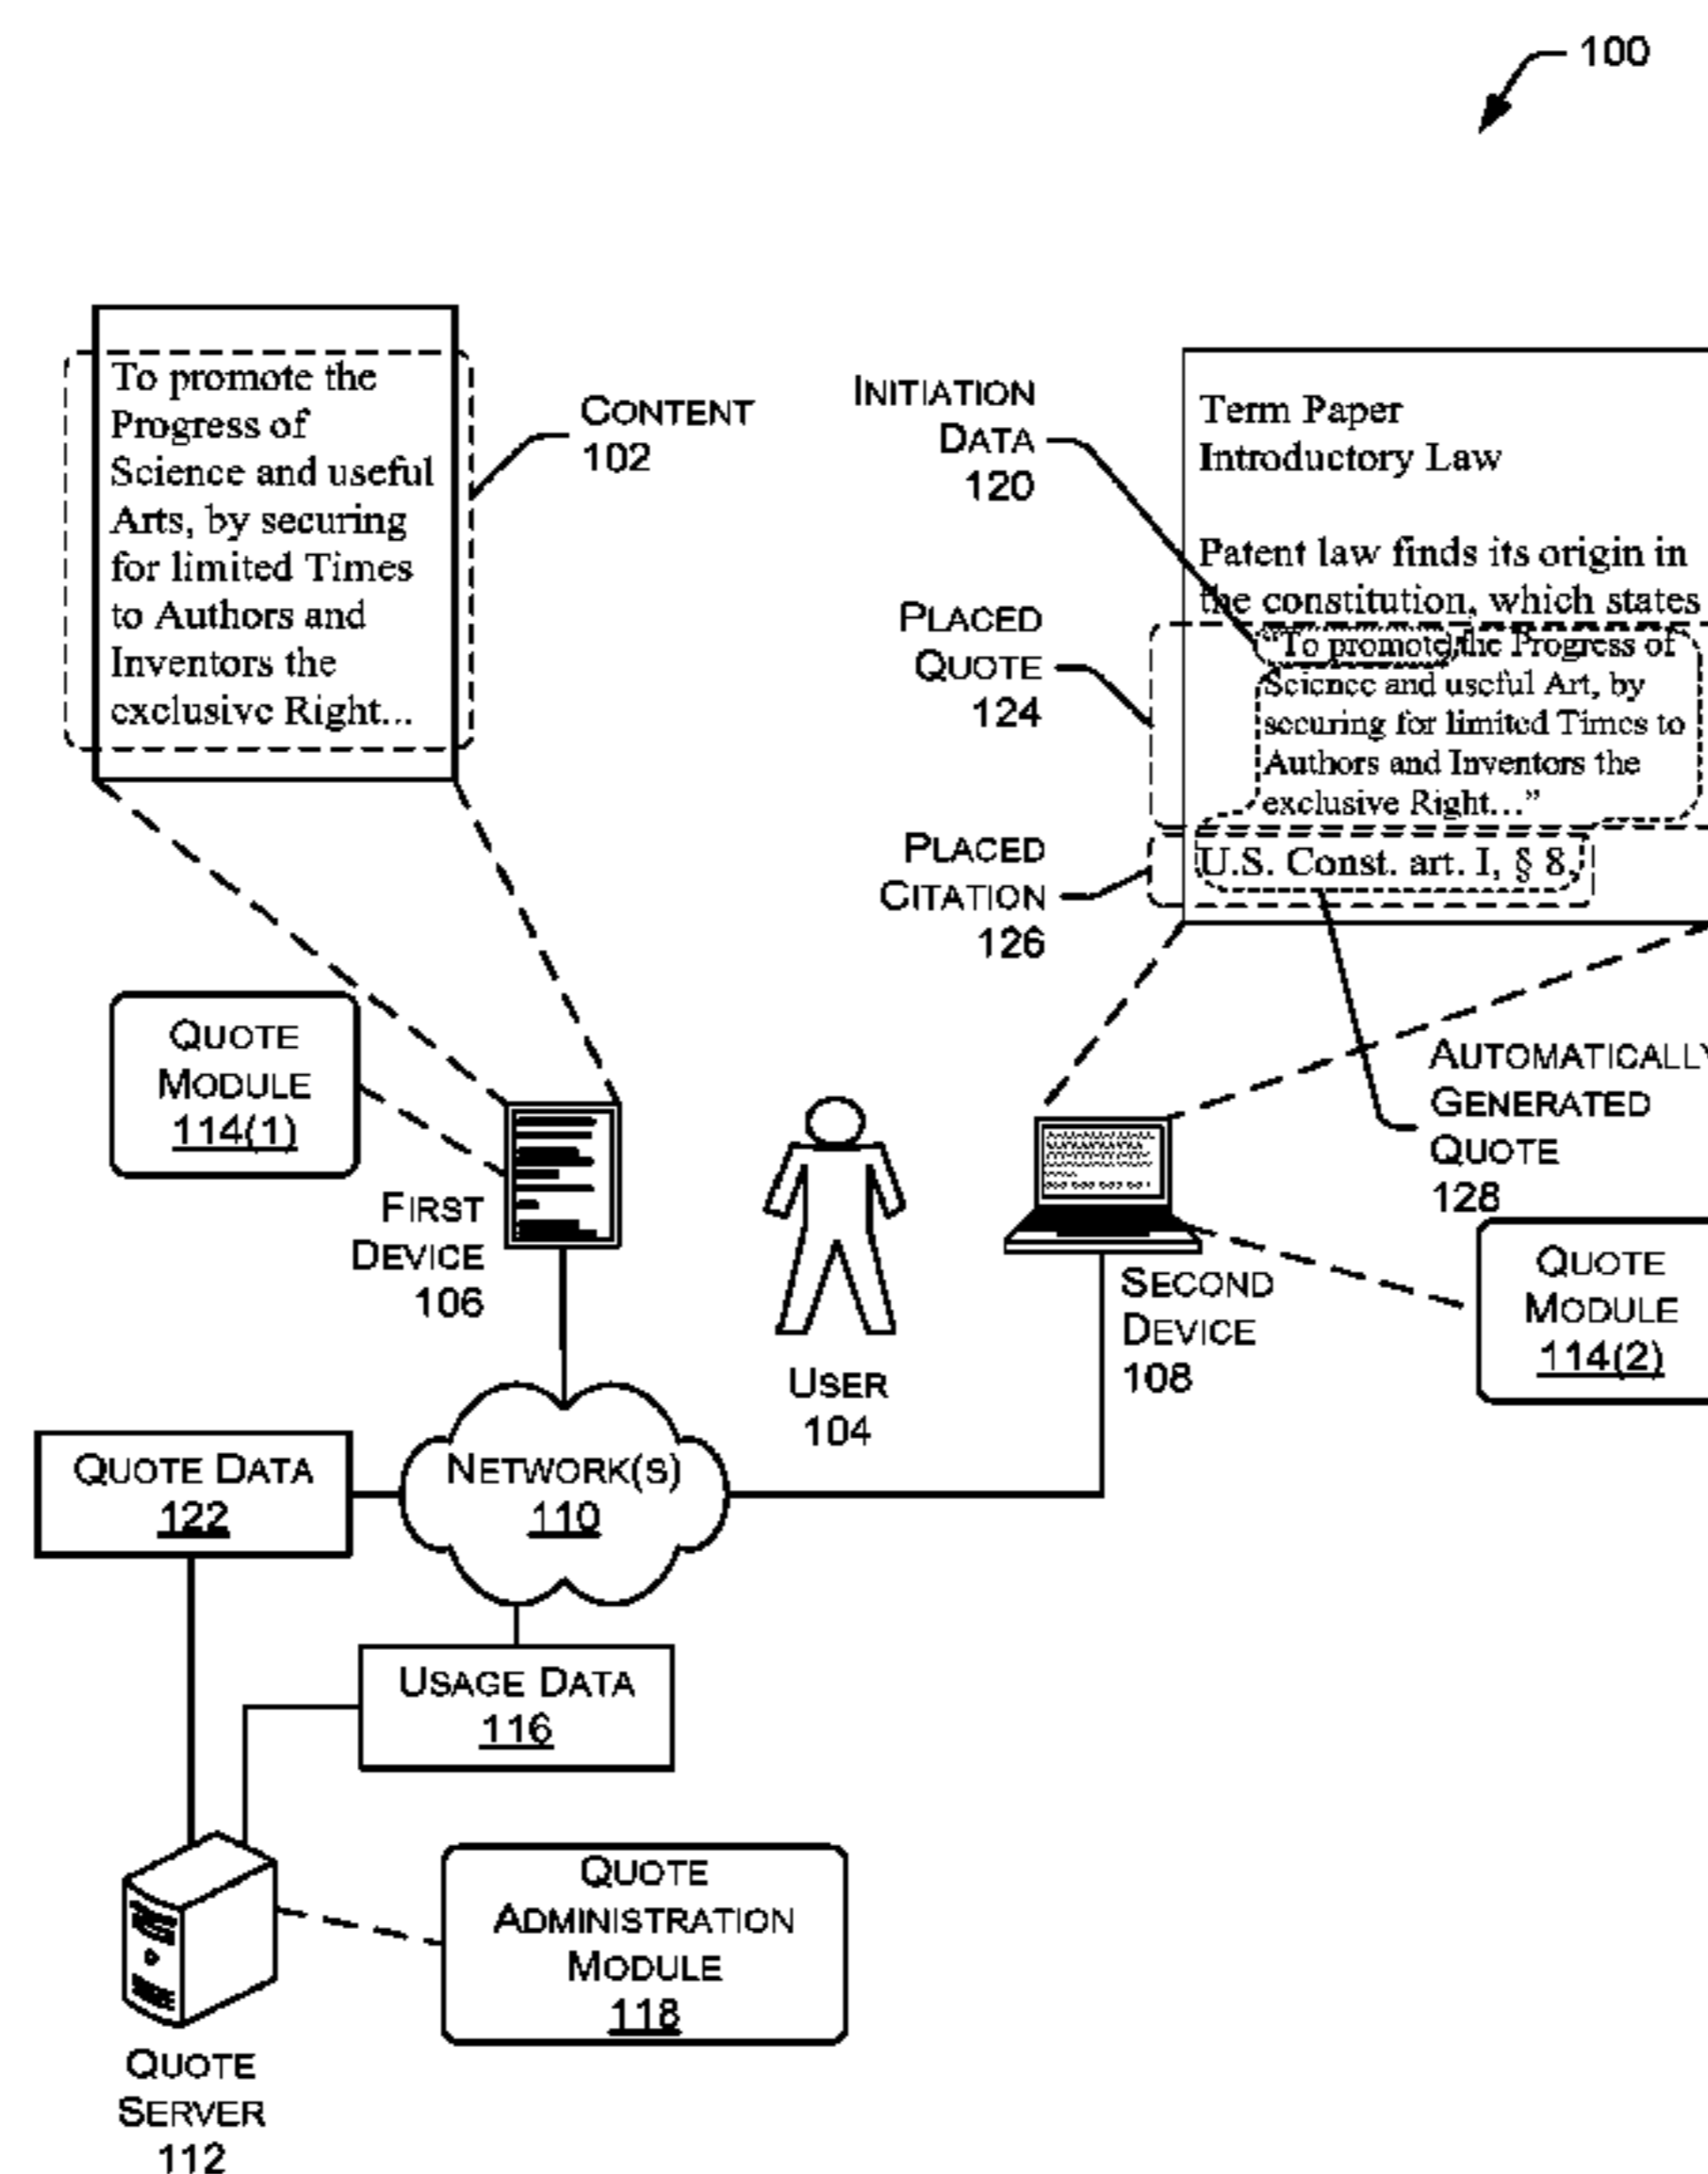 100
To promote the
Progress of
Science and useful
Arts, by securing
for limited Times
to Authors and
Inventors the
exclusive Right...
CONTENT
102
INITIATION
DATA
120
PLACED
QUOTE
124
PLACED
CITATION
126
Term Paper
Introductory Law
Patent law finds its origin in
the constitution, which states
“To promote the Progress of
Science and useful Art, by
securing for limited Times to
Authors and Inventors the
exclusive Right...”
U.S. Const. art. I, § 8.
QUOTE
MODULE
114(1)
FIRST
DEVICE
106
USER
104
SECOND
DEVICE
108
AUTOMATICALLY
GENERATED
QUOTE
128
QUOTE
MODULE
114(2)
QUOTE DATA
122
NETWORK(S)
110
USAGE DATA
116
QUOTE
ADMINISTRATION
MODULE
118
QUOTE
SERVER
112